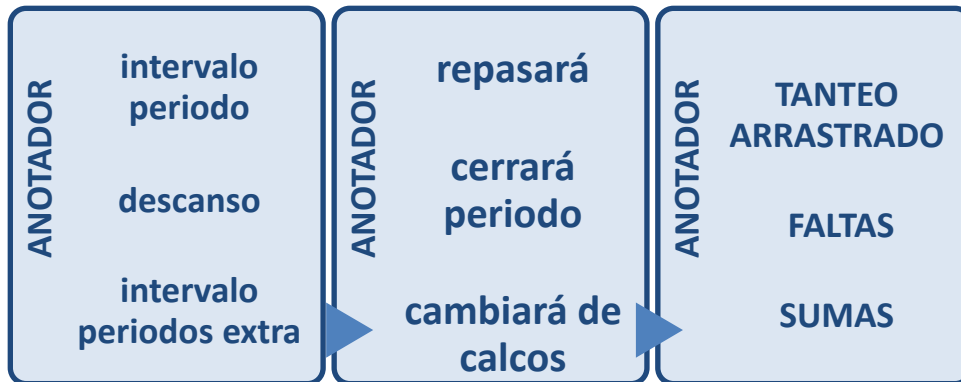 ANOTADOR
intervalo
periodo
descanso
intervalo
periodos extra
ANOTADOR
repasará
cerrará
periodo
cambiará de
calcos
ANOTADOR
TANTEO
ARRASTRADO
FALTAS
SUMAS